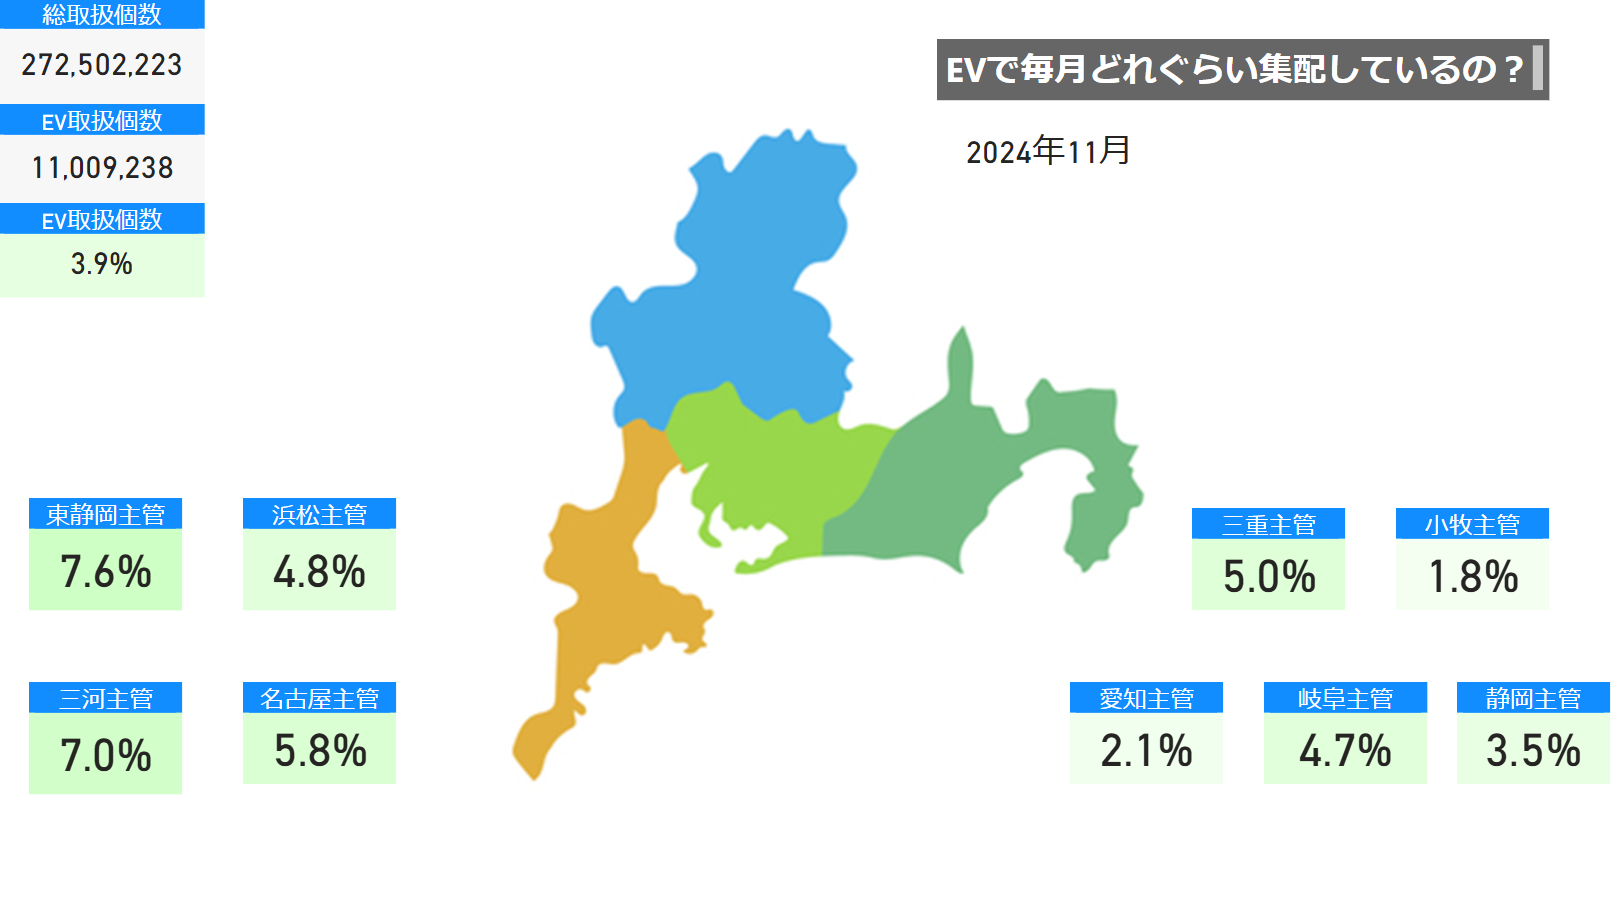 総取扱個数
272,502,223
EV取扱個数
11,009,238
EV取扱個数
3.9%
EVで毎月どれぐらい集配しているの？
2024年11月
東静岡主管
7.6%
浜松主管
4.8%
三重主管
5.0%
小牧主管
1.8%
三河主管
7.0%
名古屋主管
5.8%
愛知主管
2.1%
岐阜主管
4.7%
静岡主管
3.5%